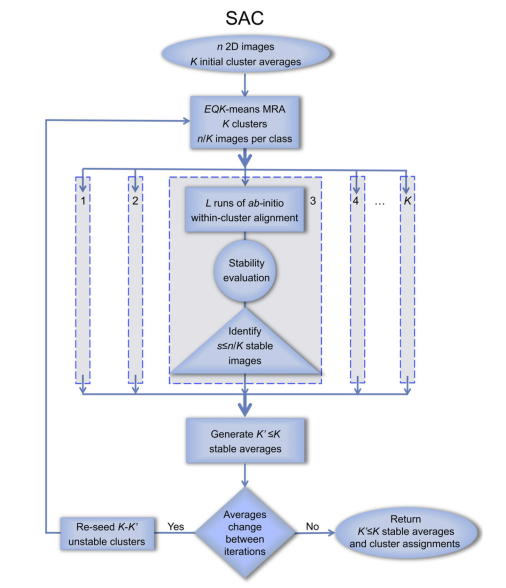 SAC
n 2D images
K initial cluster averages
EQK-means MRA
K clusters
n/K images per class
1
2
3
4
...
K
L runs of ab-initio
within-cluster alignment
Stability
evaluation
Identify
s≤n/K stable
images
Generate K' ≤K
stable averages
Averages
change
between
iterations
Yes
No
Re-seed K-K'
unstable clusters
Return
K'≤K stable averages
and cluster assignments